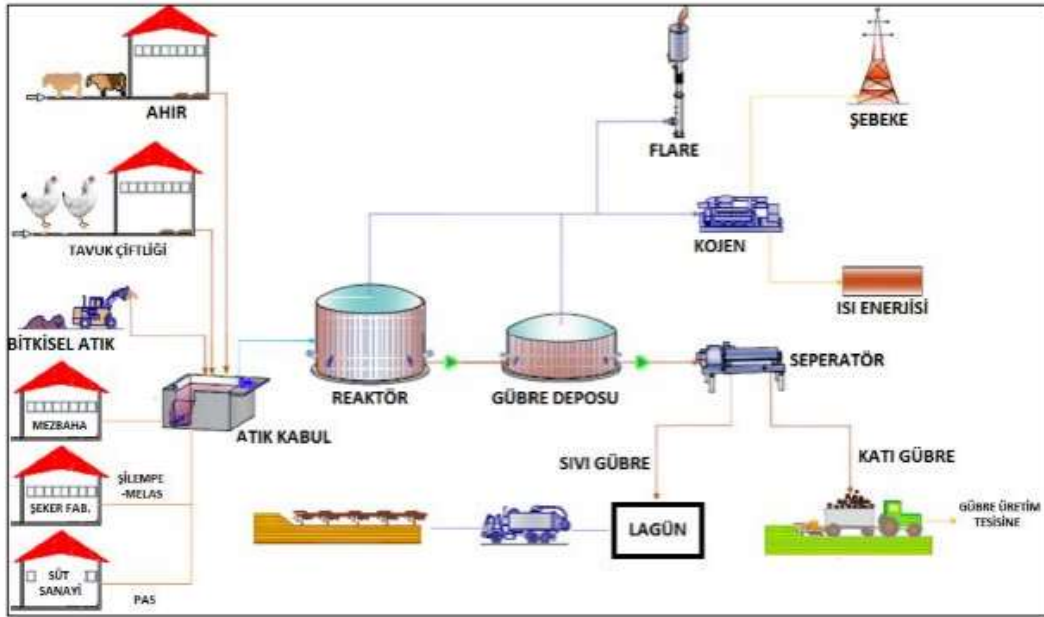 AHIR
TAVUK ÇİFTLİĞİ
BİTKİSEL ATIK
MEZBAHA
ŞEKER FAB.
ŞİLEMPE
-MELAS
SÜT
SANAYİ
PAS
ATIK KABUL
REAKTÖR
GÜBRE DEPOSU
FLARE
ŞEBEKE
KOJEN
ISI ENERJİSİ
SEPERATÖR
SIVI GÜBRE
KATI GÜBRE
LAGÜN
GÜBRE ÜRETİM
TESİSİNE